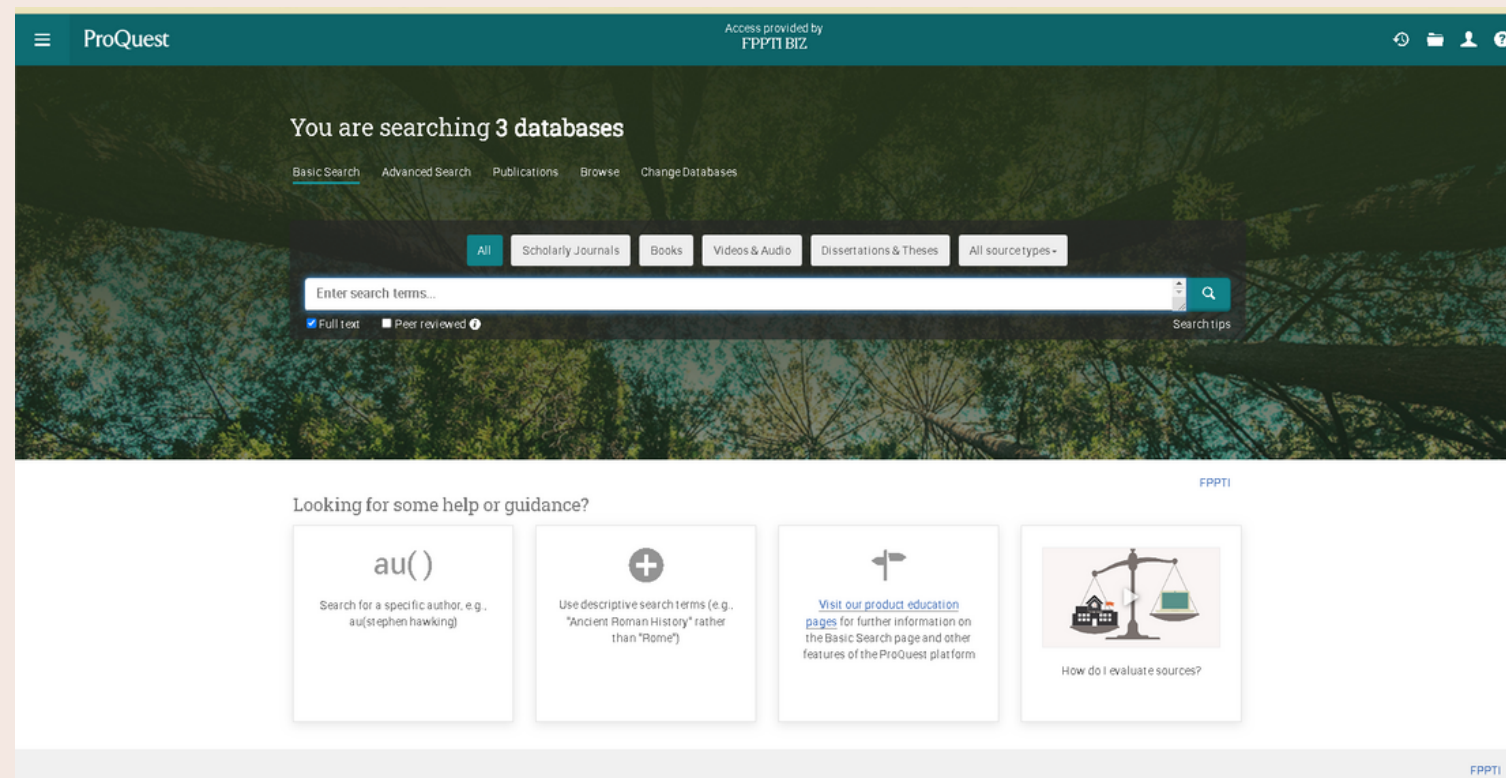 ProQuest
Access provided by
FPPTI BIZ
You are searching 3 databases
Basic Search Advanced Search Publications Browse Change Databases
All Scholarly Journals Books Videos & Audio Dissertations & Theses All source types
Enter search terms...
Full text Peer reviewed
Search tips
FPPTI
Looking for some help or guidance?
au( )
Search for a specific author, e.g.,
au(stephen hawking)
Use descriptive search terms (e.g.,
"Ancient Roman History" rather
than "Rome")
Visit our product education
pages for further information on
the Basic Search page and other
features of the ProQuest platform
How do I evaluate sources?
FPPTI